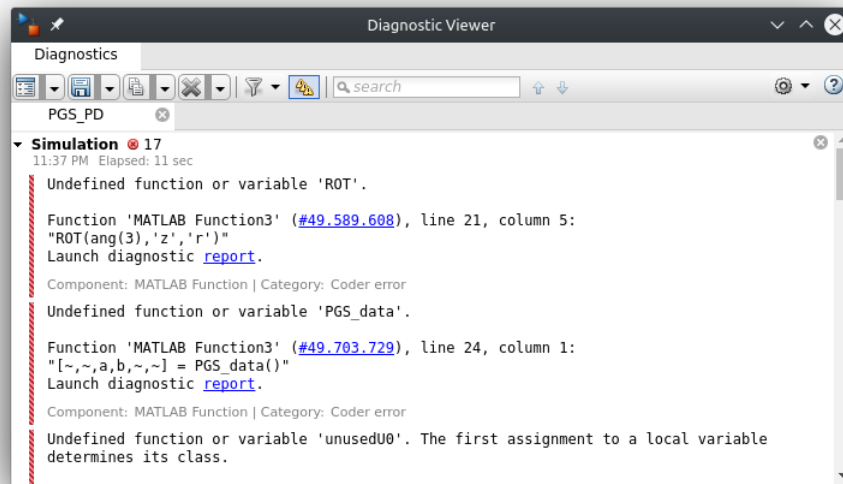 Diagnostic Viewer
Diagnostics
search
PGS_PD
Simulation 17
11:37 PM Elapsed: 11 sec
Undefined function or variable 'ROT'.
Function 'MATLAB Function3' (#49.589.608), line 21, column 5:
"ROT(ang(3),'z','r')"
Launch diagnostic report.
Component: MATLAB Function | Category: Coder error
Undefined function or variable 'PGS_data'.
Function 'MATLAB Function3' (#49.703.729), line 24, column 1:
"[~,~,a,b,~,~] = PGS_data()"
Launch diagnostic report.
Component: MATLAB Function | Category: Coder error
Undefined function or variable 'unusedU0'. The first assignment to a local variable
determines its class.